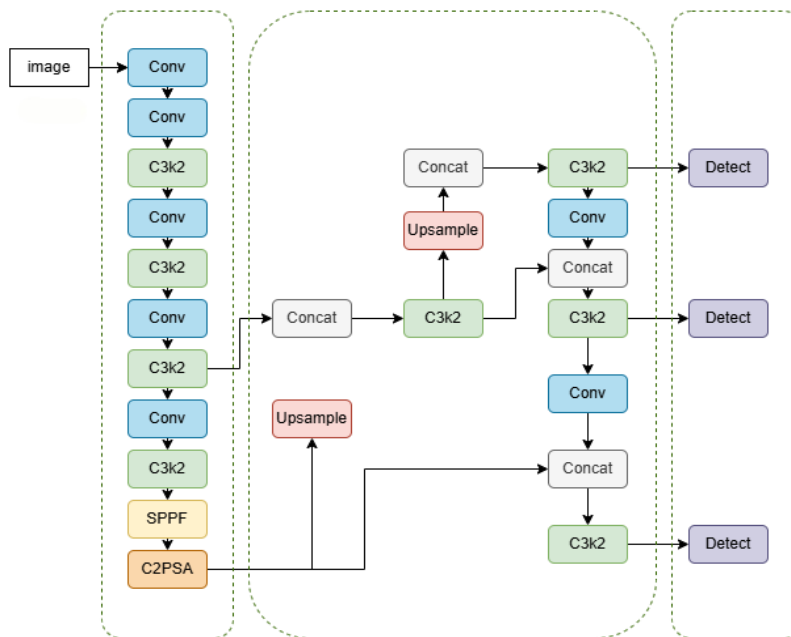 image
Conv
Conv
C3k2
Conv
C3k2
Conv
C3k2
Conv
C3k2
SPPF
C2PSA
Concat
Upsample
Concat
Upsample
C3k2
C3k2
Conv
Concat
C3k2
Conv
Concat
C3k2
Detect
Detect
Detect